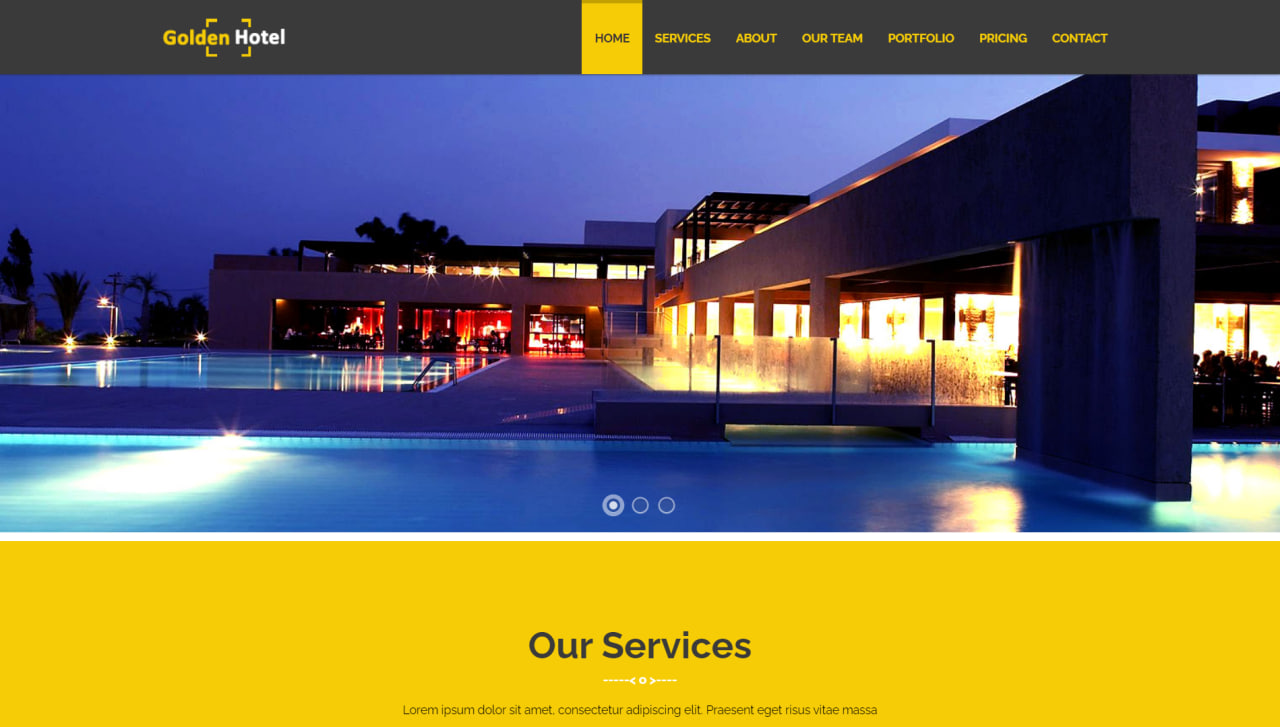 Golden Hotel
HOME SERVICES ABOUT OUR TEAM PORTFOLIO PRICING CONTACT
Our Services
-----< o >----
Lorem ipsum dolor sit amet, consectetur adipiscing elit. Praesent eget risus vitae massa